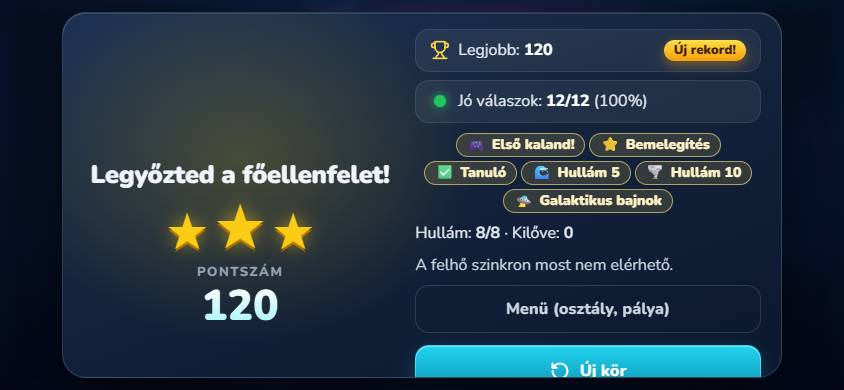 Legyőzted a főellenfelet!
PONTSZÁM
120
Legjobb: 120 Új rekord!
Jó válaszok: 12/12 (100%)
Első kaland! Bemelegítés
Tanuló Hullám 5 Hullám 10
Galaktikus bajnok
Hullám: 8/8 · Kilőve: 0
A felhő szinkron most nem elérhető.
Menü (osztály, pálya)
Új kör